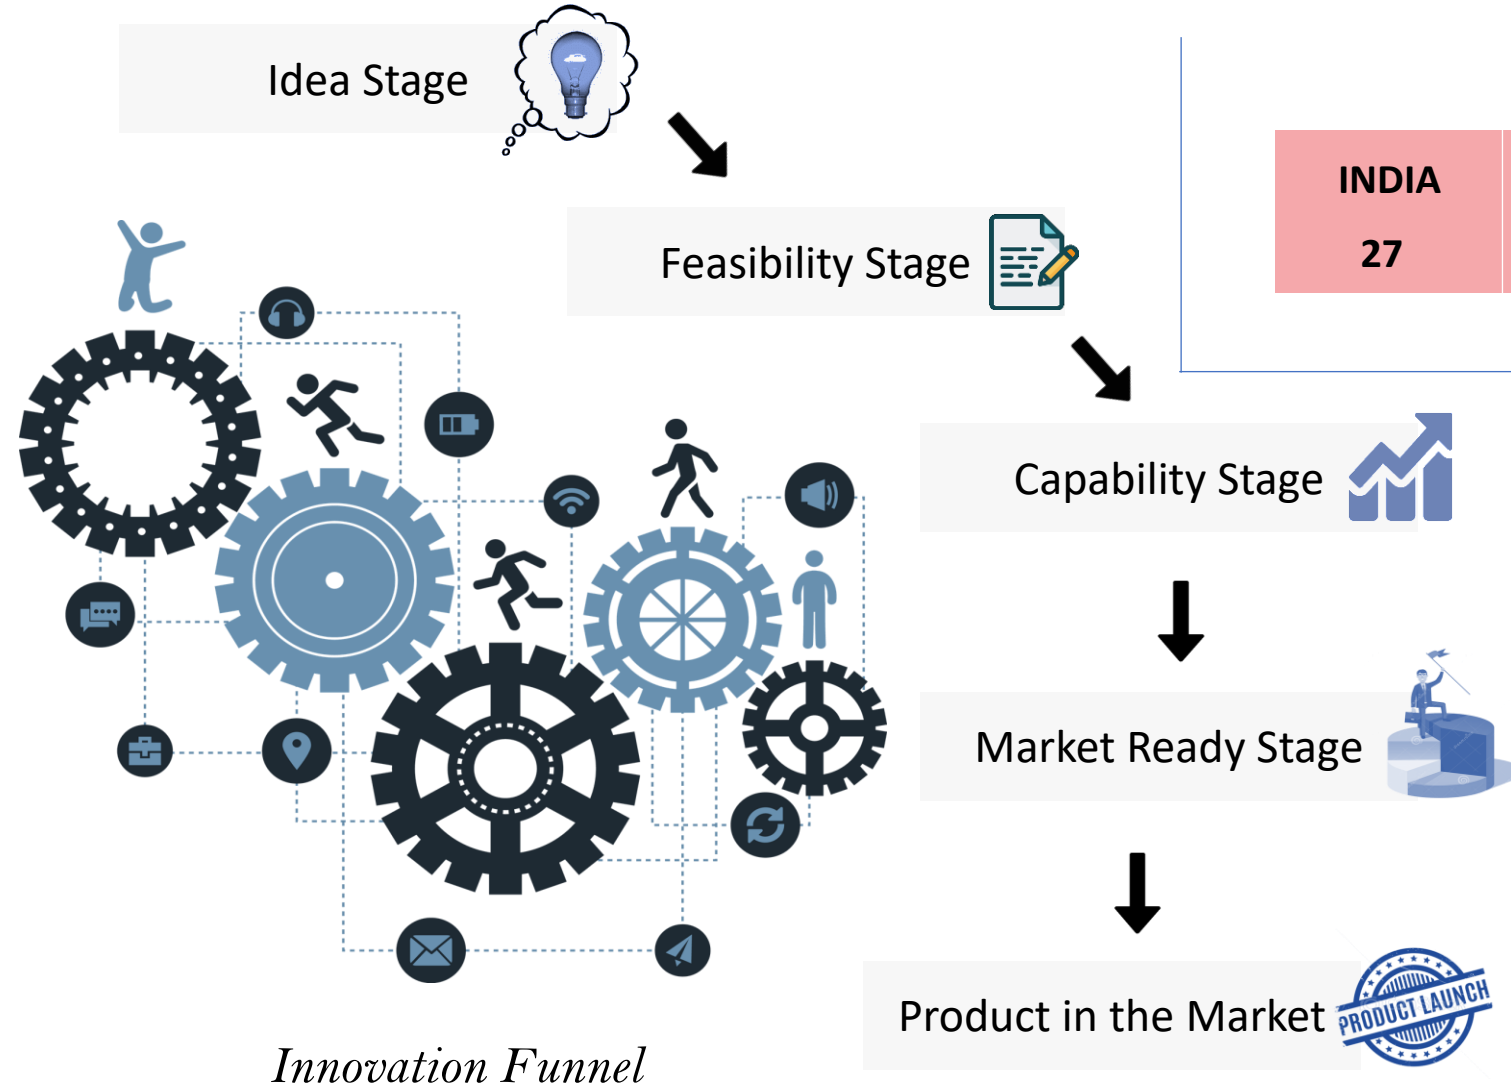 Idea Stage
INDIA
27
Feasibility Stage
Capability Stage
Market Ready Stage
Product in the Market
PRODUCT LAUNCH
Innovation Funnel